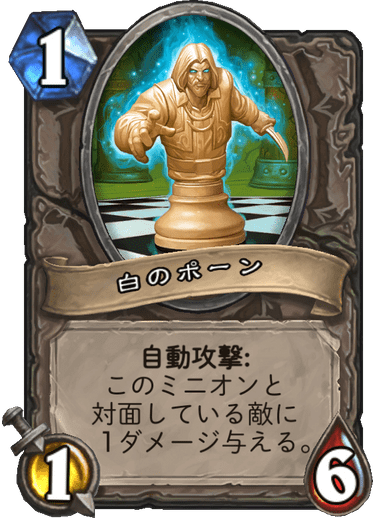 1
白のポーン
自動攻撃:
このミニオンと
対面している敵に
1ダメージ与える。
1
6